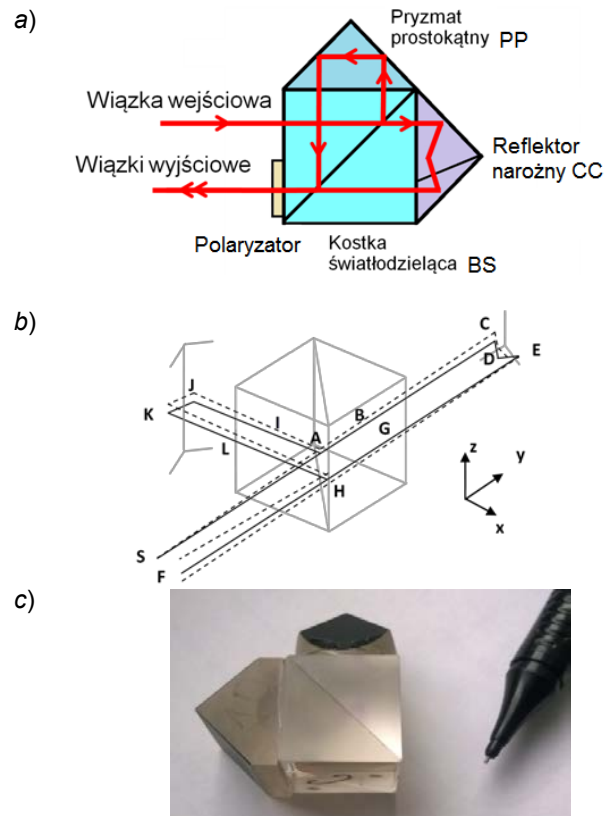 a)
Pryzmat
prostokątny PP
Wiązka wejściowa
Wiązki wyjściowe
Reflektor
narożny CC
Polaryzator
Kostka
światłodzieląca BS
b)
C
D
E
J
K
I
A
B
G
L
H
z
y
x
S
F
c)